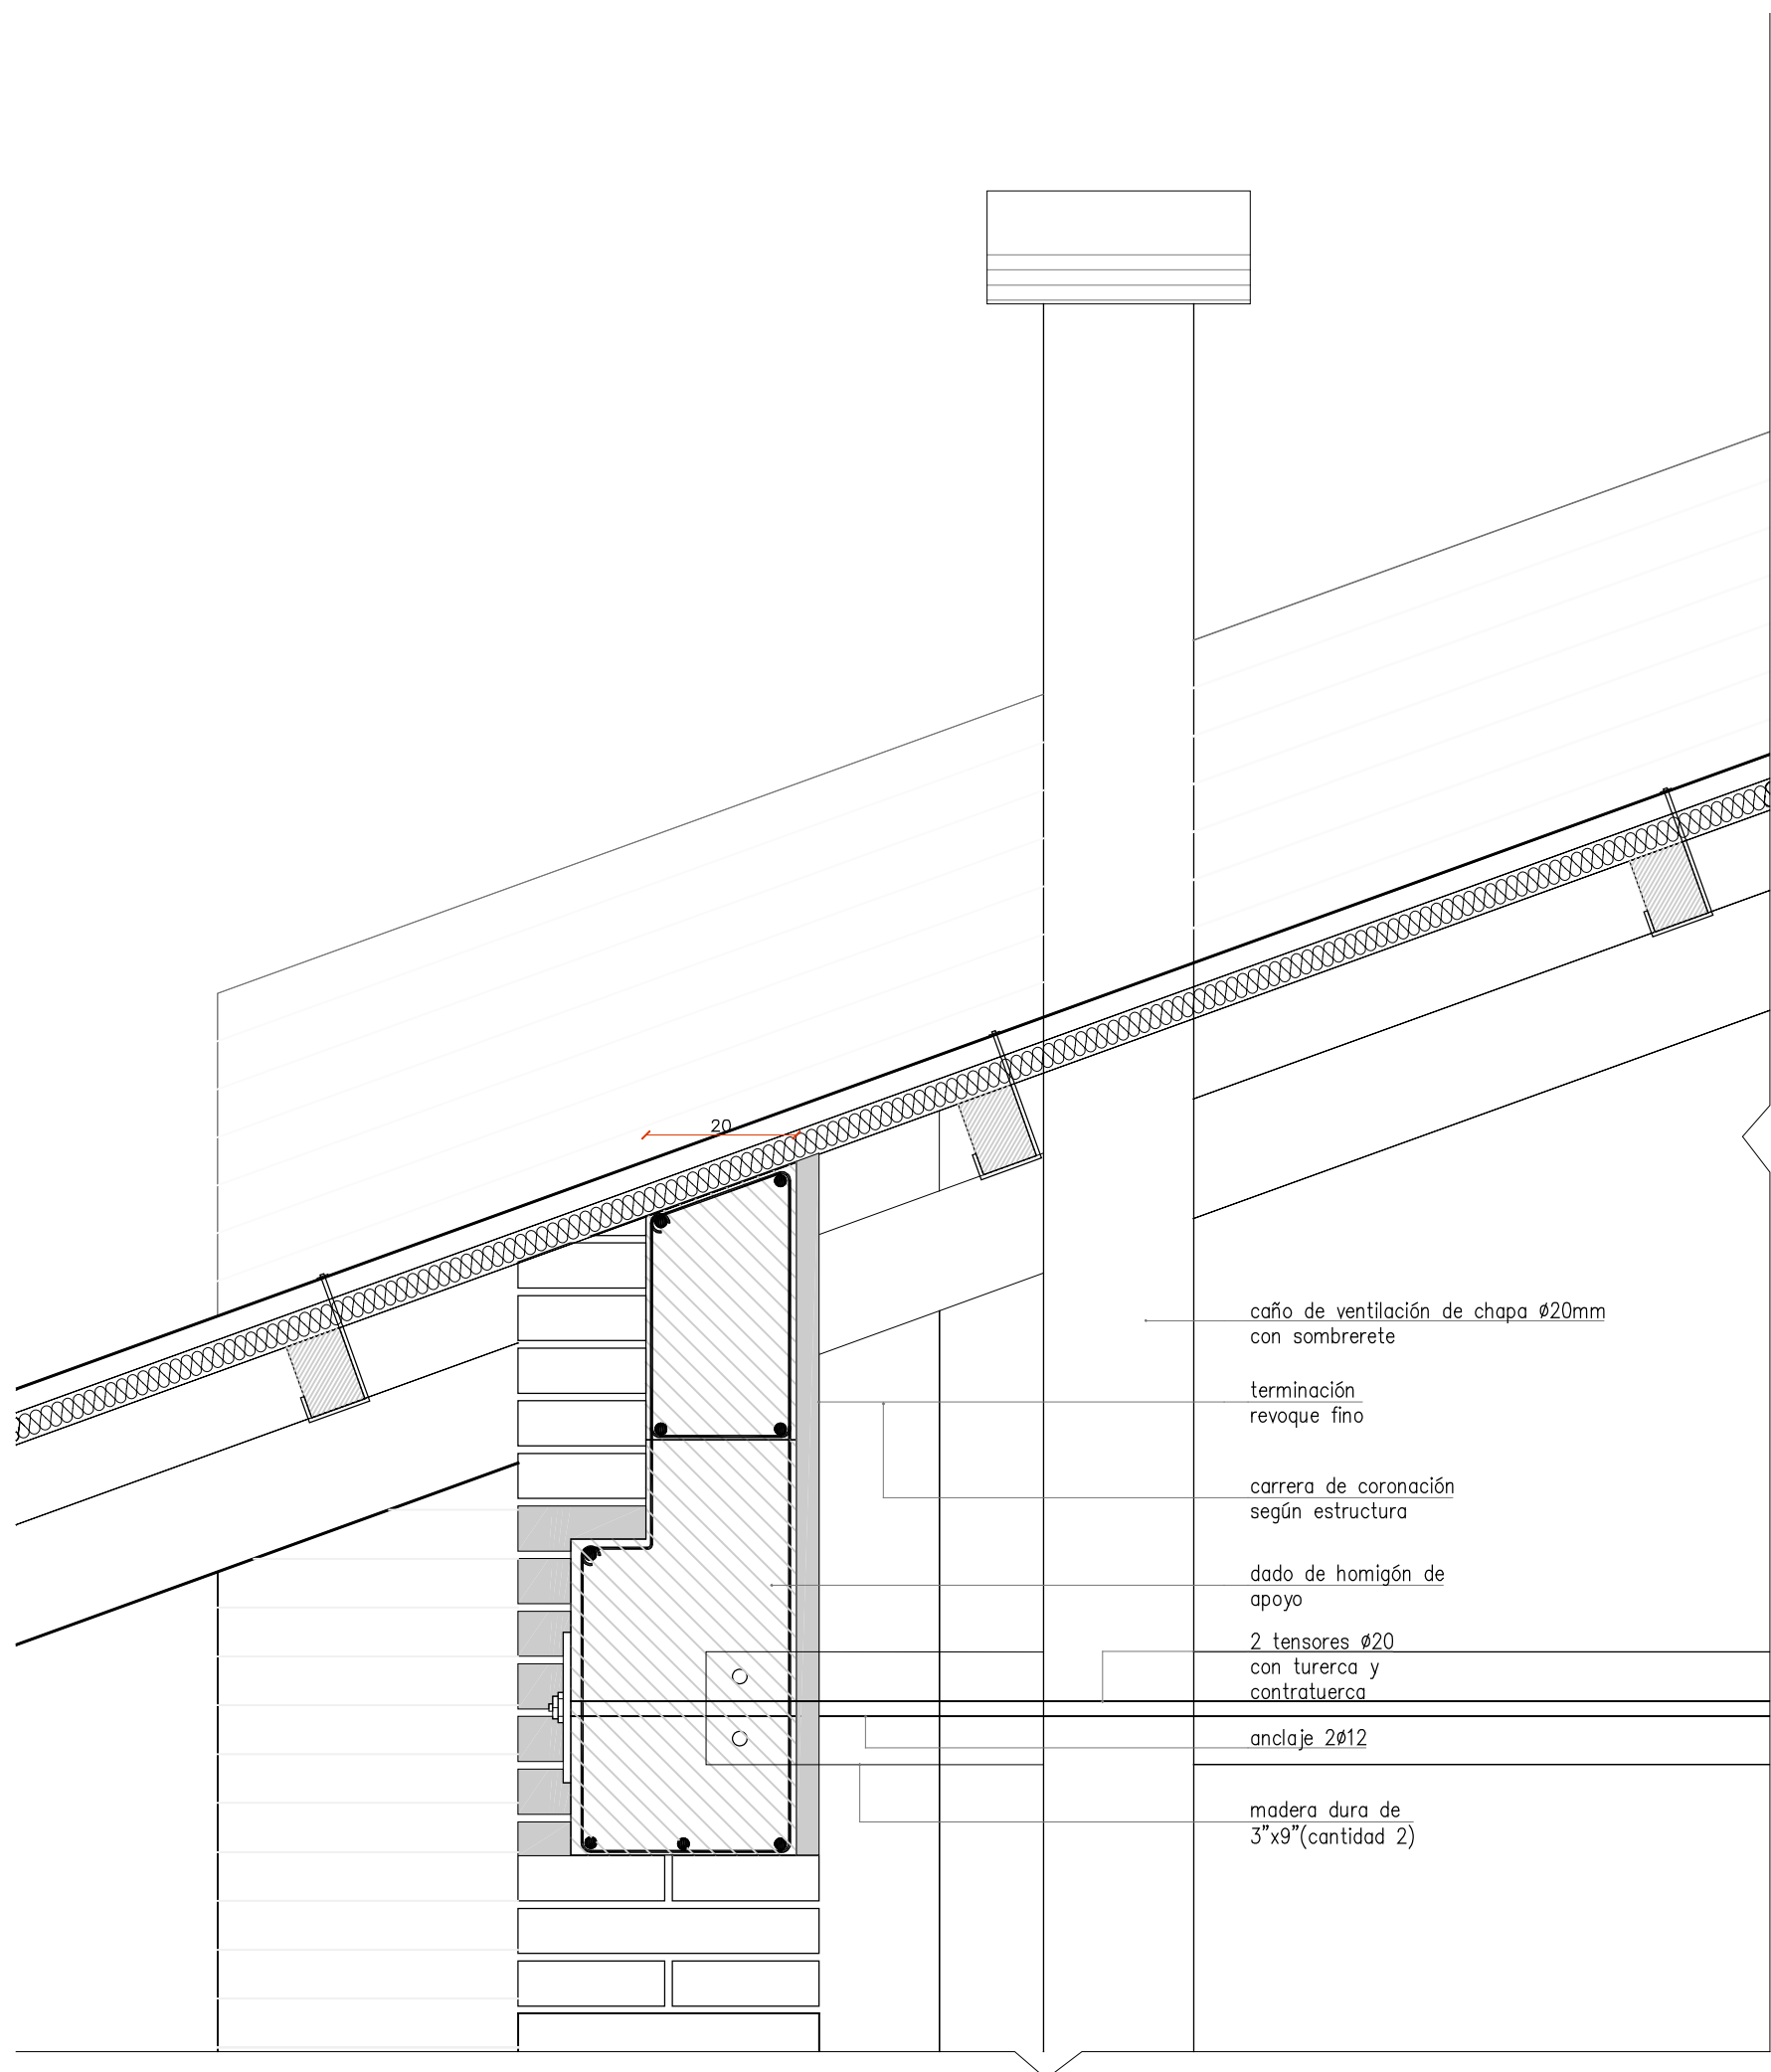 20
caño de ventilación de chapa ø20mm
con sombrerete
terminación
revoque fino
carrera de coronación
según estructura
dado de homigón de
apoyo
2 tensores ø20
con turerca y
contratuerca
anclaje 2ø12
madera dura de
3"x9"(cantidad 2)